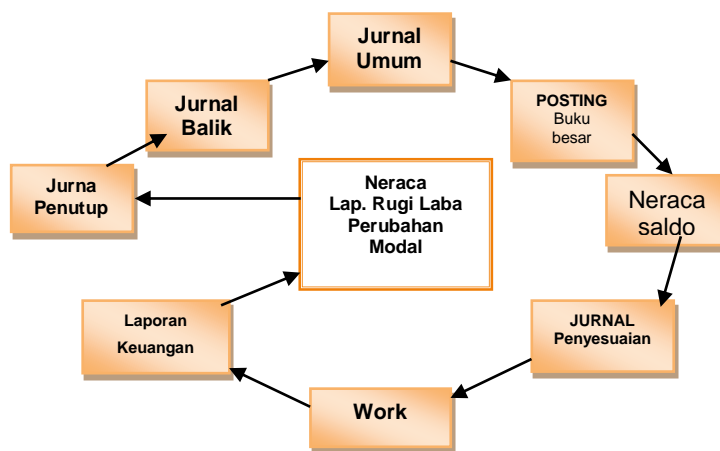 Jurnal
Umum
POSTING
Buku
besar
Neraca
saldo
JURNAL
Penyesuaian
Work
Laporan
Keuangan
Neraca
Lap. Rugi Laba
Perubahan
Modal
Jurna
Penutup
Jurnal
Balik